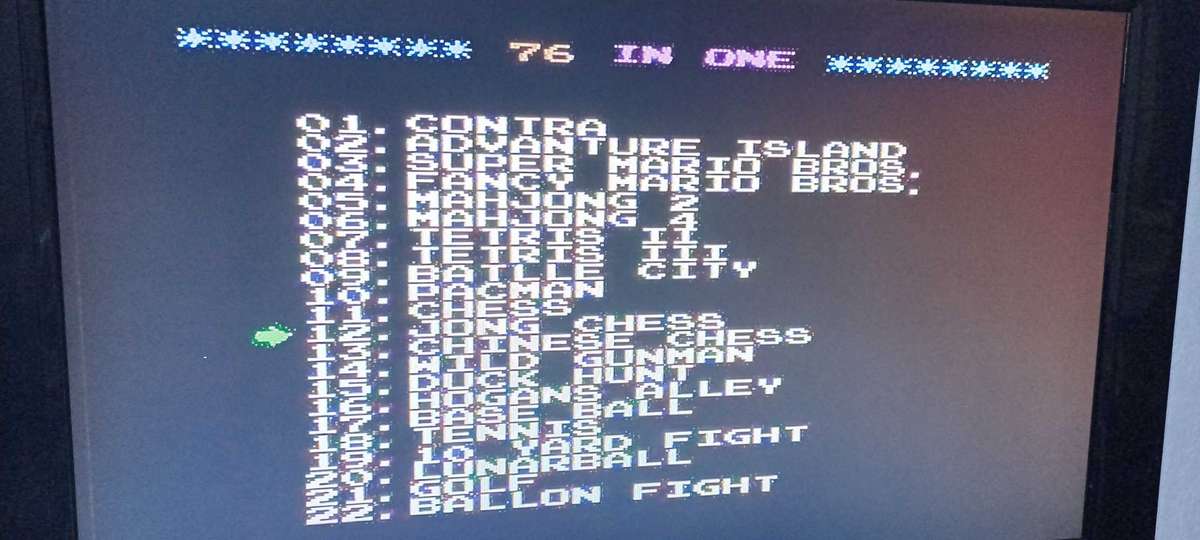 ******** 76 IN ONE ********
01. CONTRA
02. ADVANTURE ISLAND
03. SUPER MARIO BROS.
04. FANCY MARIO BROS.
05. MAHJONG 2
06. MAHJONG 4
07. TETRIS II
08. TETRIS III
09. BATLLE CITY
10. PACMAN
11. CHESS
12. JONG CHESS
13. CHINESE CHESS
14. WILD GUNMAN
15. DUCK HUNT
16. HOGANS ALLEY
17. BASE BALL
18. TENNIS
19. 10 YARD FIGHT
20. LUNARBALL
21. GOLF
22. BALLON FIGHT